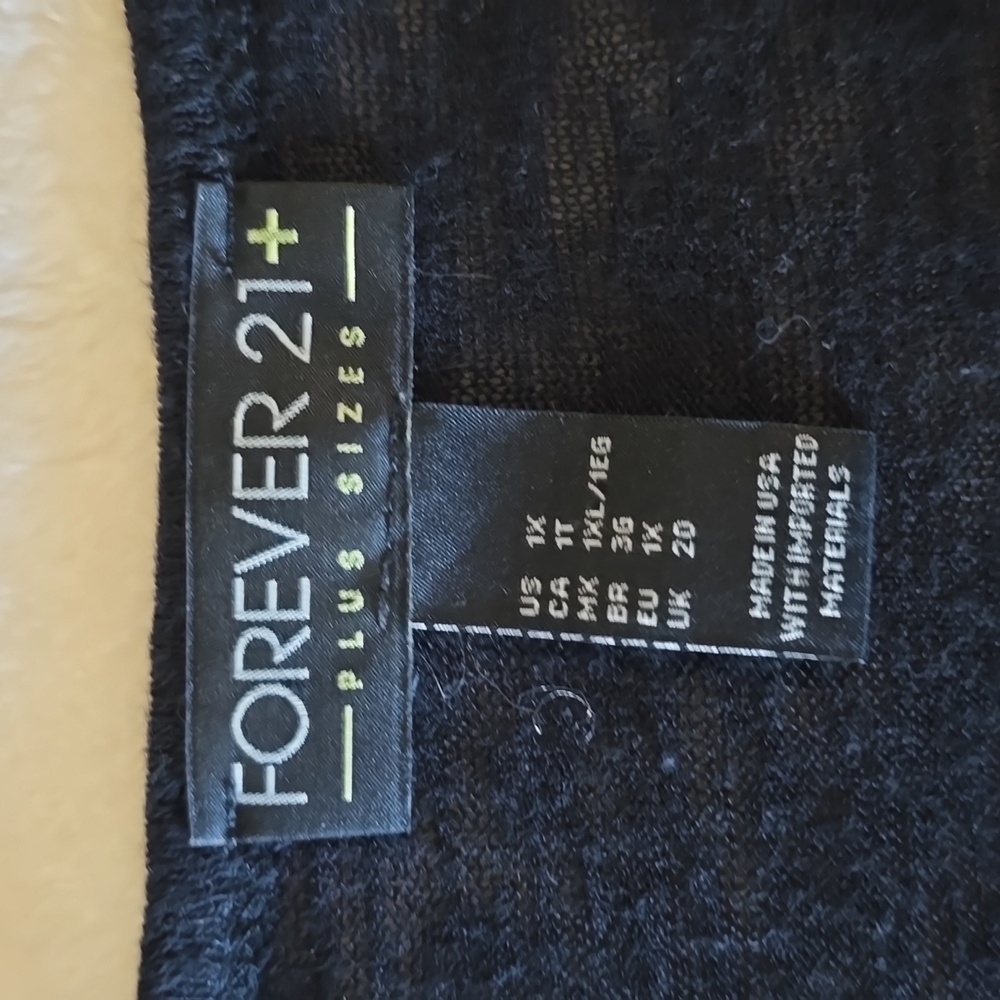 FOREVER 21+
PLUS SIZES
US 1X
CA 1T
MX 1XL/1EG
BR 3G
EU 1X
UK 20
MADE IN USA
WITH IMPORTED
MATERIALS